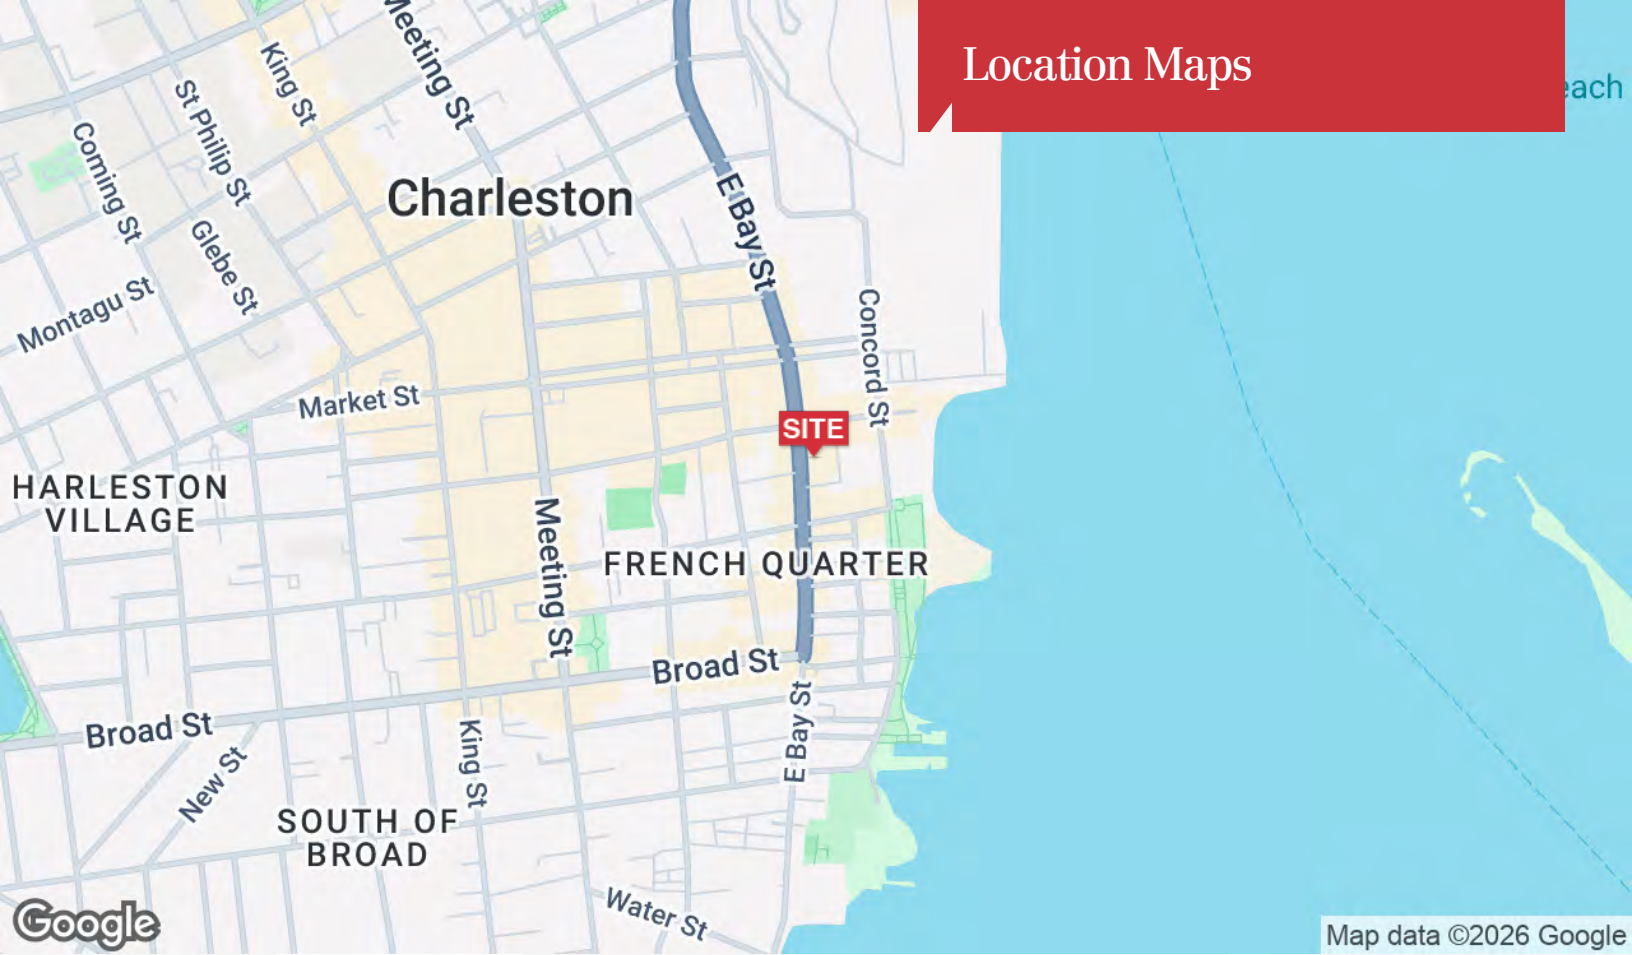 Location Maps
each
Meeting St
King St
St Philip St
Coming St
Charleston
E Bay St
Glebe St
Montagu St
Concord St
Market St
SITE
HARLESTON
VILLAGE
Meeting St
FRENCH QUARTER
Broad St
Broad St
E Bay St
King St
New St
SOUTH OF
BROAD
Water St
Google
Map data ©2026 Google